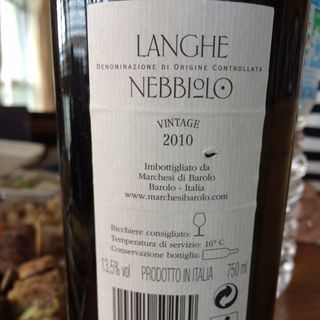 LANGHE
DENOMINAZIONE DI ORIGINE CONTROLLATA
NEBBIOLO
VINTAGE
2010
Imbottigliato da
Marchesi di Barolo
Barolo - Italia
www.marchesibarolo.com
Bicchiere consigliato:
Temperatura di servizio: 16° C
Conservazione bottiglia:
13,5% vol PRODOTTO IN ITALIA 750 ml